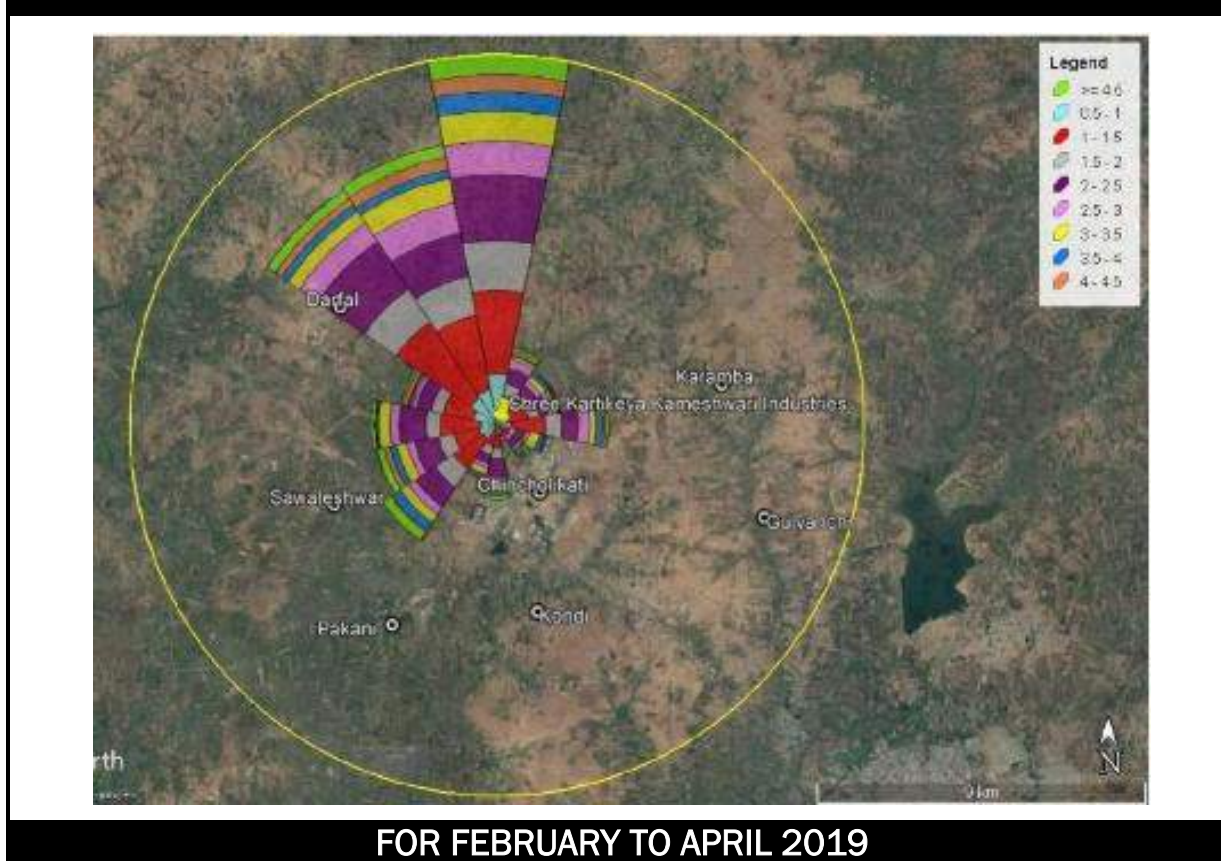 Legend
>= 4.6
0.5 - 1
1 - 1.5
1.5 - 2
2 - 2.5
2.5 - 3
3 - 3.5
3.5 - 4
4 - 4.5
Darfal
Karamba
Shree Kartikeya Kameshwari Industries
Chincholikati
Sawaleshwar
Kondi
Pakani
rth
N
FOR FEBRUARY TO APRIL 2019